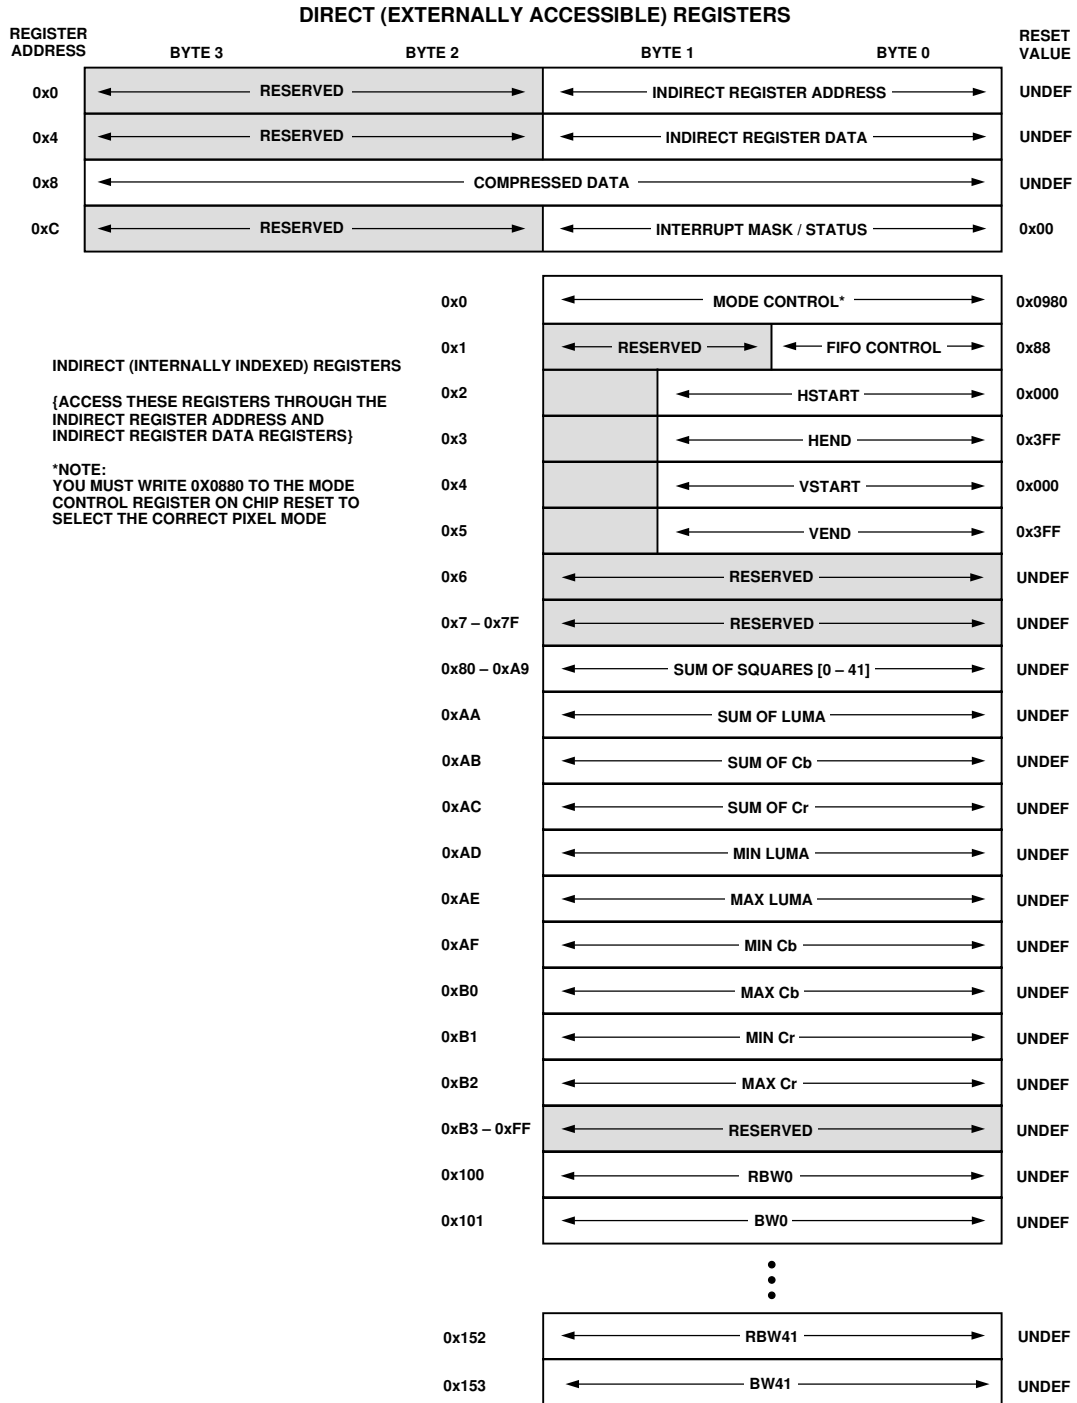 DIRECT (EXTERNALLY ACCESSIBLE) REGISTERS
REGISTER ADDRESS BYTE 3 BYTE 2 BYTE 1 BYTE 0 RESET VALUE
0x0 RESERVED INDIRECT REGISTER ADDRESS UNDEF
0x4 RESERVED INDIRECT REGISTER DATA UNDEF
0x8 COMPRESSED DATA UNDEF
0xC RESERVED INTERRUPT MASK / STATUS 0x00
INDIRECT (INTERNALLY INDEXED) REGISTERS
{ACCESS THESE REGISTERS THROUGH THE
INDIRECT REGISTER ADDRESS AND
INDIRECT REGISTER DATA REGISTERS}
*NOTE:
YOU MUST WRITE 0X0880 TO THE MODE
CONTROL REGISTER ON CHIP RESET TO
SELECT THE CORRECT PIXEL MODE
0x0 MODE CONTROL* 0x0980
0x1 RESERVED FIFO CONTROL 0x88
0x2 HSTART 0x000
0x3 HEND 0x3FF
0x4 VSTART 0x000
0x5 VEND 0x3FF
0x6 RESERVED UNDEF
0x7 – 0x7F RESERVED UNDEF
0x80 – 0xA9 SUM OF SQUARES [0 – 41] UNDEF
0xAA SUM OF LUMA UNDEF
0xAB SUM OF Cb UNDEF
0xAC SUM OF Cr UNDEF
0xAD MIN LUMA UNDEF
0xAE MAX LUMA UNDEF
0xAF MIN Cb UNDEF
0xB0 MAX Cb UNDEF
0xB1 MIN Cr UNDEF
0xB2 MAX Cr UNDEF
0xB3 – 0xFF RESERVED UNDEF
0x100 RBW0 UNDEF
0x101 BW0 UNDEF
0x152 RBW41 UNDEF
0x153 BW41 UNDEF